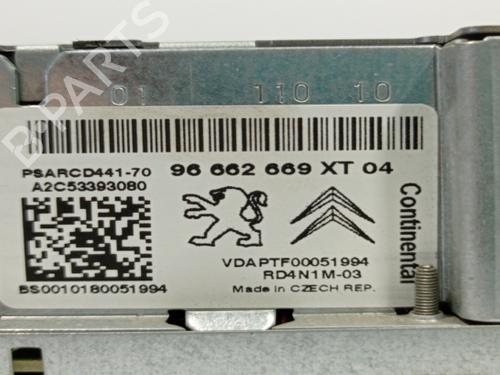 B-PARTS
01 110 10
PSARCD441-70 96 662 669 XT 04
A2C53393080
Continental
VDAPTF00051994
RD4N1M-03
Made in CZECH REP.
BS0010180051994